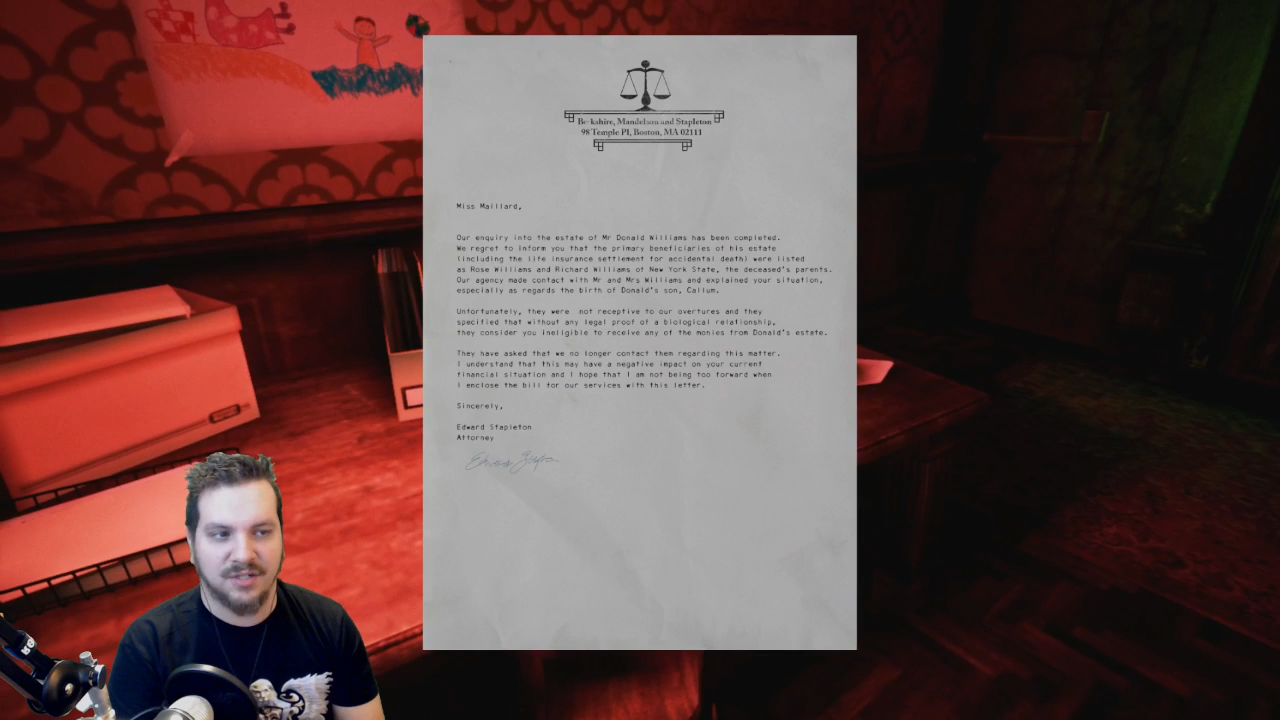 Berkshire, Mandelson and Stapleton
98 Temple Pl, Boston, MA 02111
Miss Maillard,
Our enquiry into the estate of Mr Donald Williams has been completed.
We regret to inform you that the primary beneficiaries of his estate
(including the life insurance settlement for accidental death) were listed
as Rose Williams and Richard Williams of New York State, the deceased's parents.
Our agency made contact with Mr and Mrs Williams and explained your situation,
especially as regards the birth of Donald's son, Callum.
Unfortunately, they were not receptive to our overtures and they
specified that without any legal proof of a biological relationship,
they consider you ineligible to receive any of the monies from Donald's estate.
They have asked that we no longer contact them regarding this matter.
I understand that this may have a negative impact on your current
financial situation and I hope that I am not being too forward when
I enclose the bill for our services with this letter.
Sincerely,
Edward Stapleton
Attorney